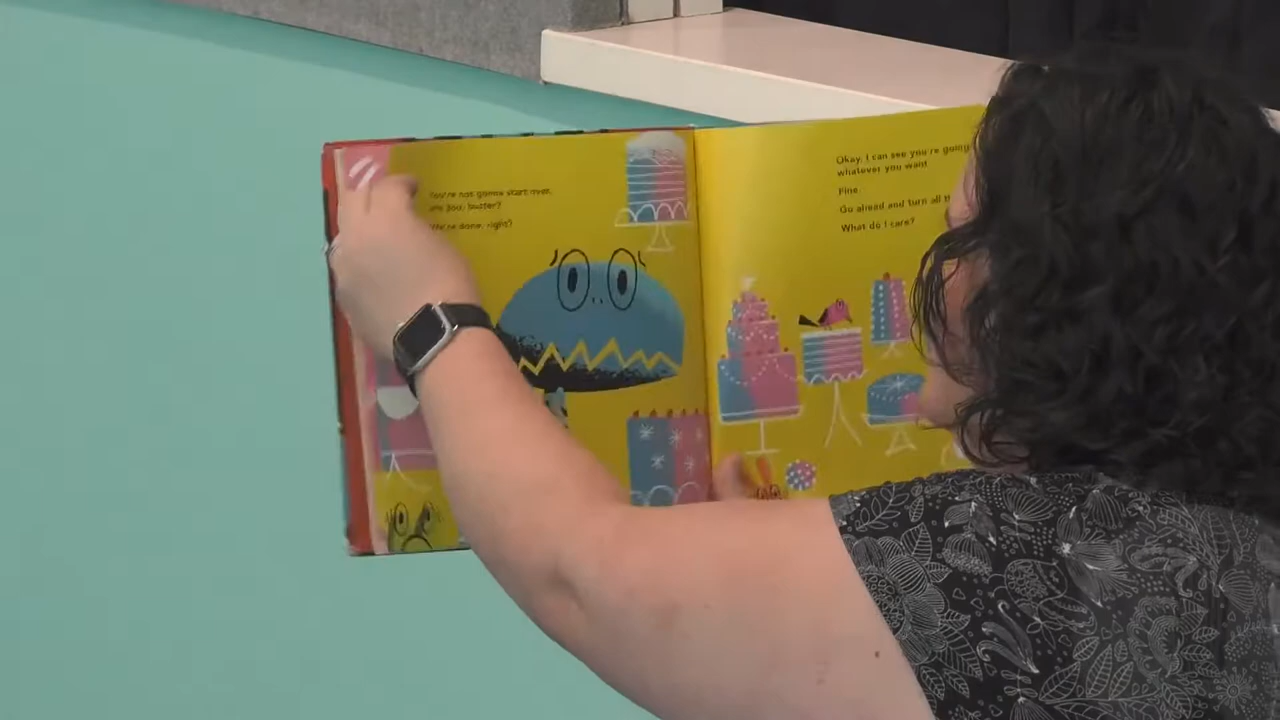 You're not gonna start over,
are you, buster?
We're done, right?
Okay, I can see you're going
whatever you want.
Fine.
Go ahead and turn all th
What do I care?